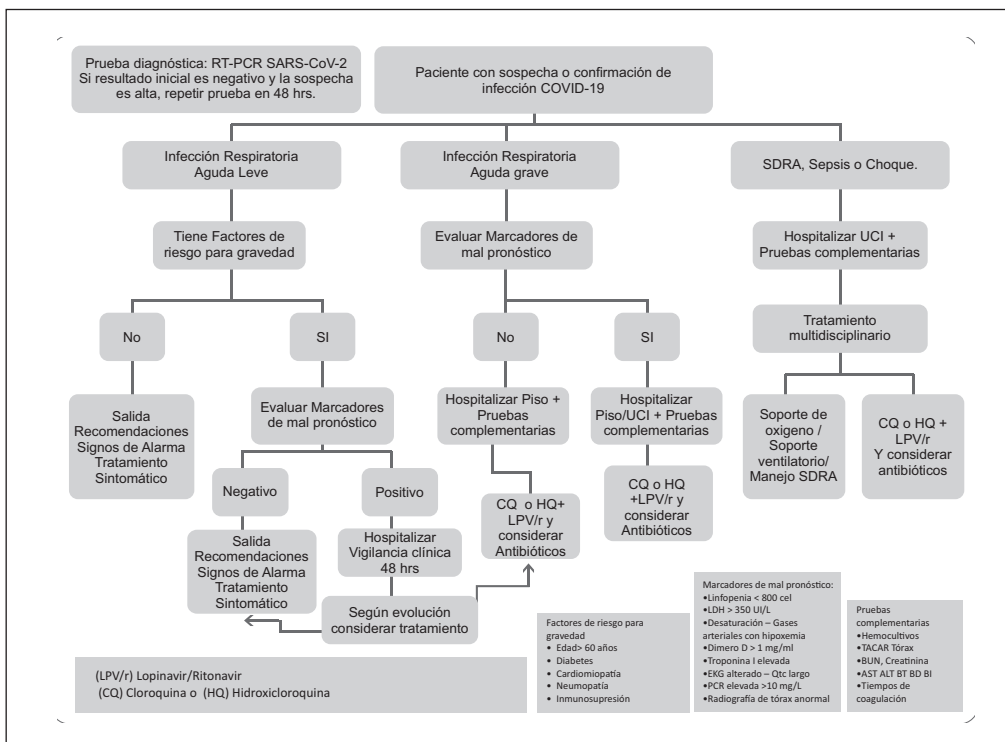 Prueba diagnóstica: RT-PCR SARS-CoV-2
Si resultado inicial es negativo y la sospecha
es alta, repetir prueba en 48 hrs.
Paciente con sospecha o confirmación de
infección COVID-19
Infección Respiratoria
Aguda Leve
Infección Respiratoria
Aguda grave
SDRA, Sepsis o Choque.
Tiene Factores de
riesgo para gravedad
Evaluar Marcadores de
mal pronóstico
Hospitalizar UCI +
Pruebas complementarias
No
SI
No
SI
Tratamiento
multidisciplinario
Salida
Recomendaciones
Signos de Alarma
Tratamiento
Sintomático
Evaluar Marcadores
de mal pronóstico
Hospitalizar Piso +
Pruebas
complementarias
Hospitalizar
Piso/UCI + Pruebas
complementarias
Soporte de
oxigeno /
Soporte
ventilatorio/
Manejo SDRA
CQ o HQ +
LPV/r
Y considerar
antibióticos
Negativo
Positivo
CQ o HQ+
LPV/r y
considerar
Antibióticos
CQ o HQ
+LPV/r y
considerar
Antibióticos
Salida
Recomendaciones
Signos de Alarma
Tratamiento
Sintomático
Hospitalizar
Vigilancia clínica
48 hrs
Según evolución
considerar tratamiento
(LPV/r) Lopinavir/Ritonavir
(CQ) Cloroquina o (HQ) Hidroxicloroquina
Factores de riesgo para
gravedad
• Edad> 60 años
• Diabetes
• Cardiomiopatía
• Neumopatía
• Inmunosupresión
Marcadores de mal pronóstico:
•Linfopenia < 800 cel
•LDH > 350 UI/L
•Desaturación – Gases
arteriales con hipoxemia
•Dimero D > 1 mg/ml
•Troponina I elevada
•EKG alterado – Qtc largo
•PCR elevada >10 mg/L
•Radiografía de tórax anormal
Pruebas
complementarias
•Hemocultivos
•TACAR Tórax
•BUN, Creatinina
•AST ALT BT BD BI
•Tiempos de
coagulación